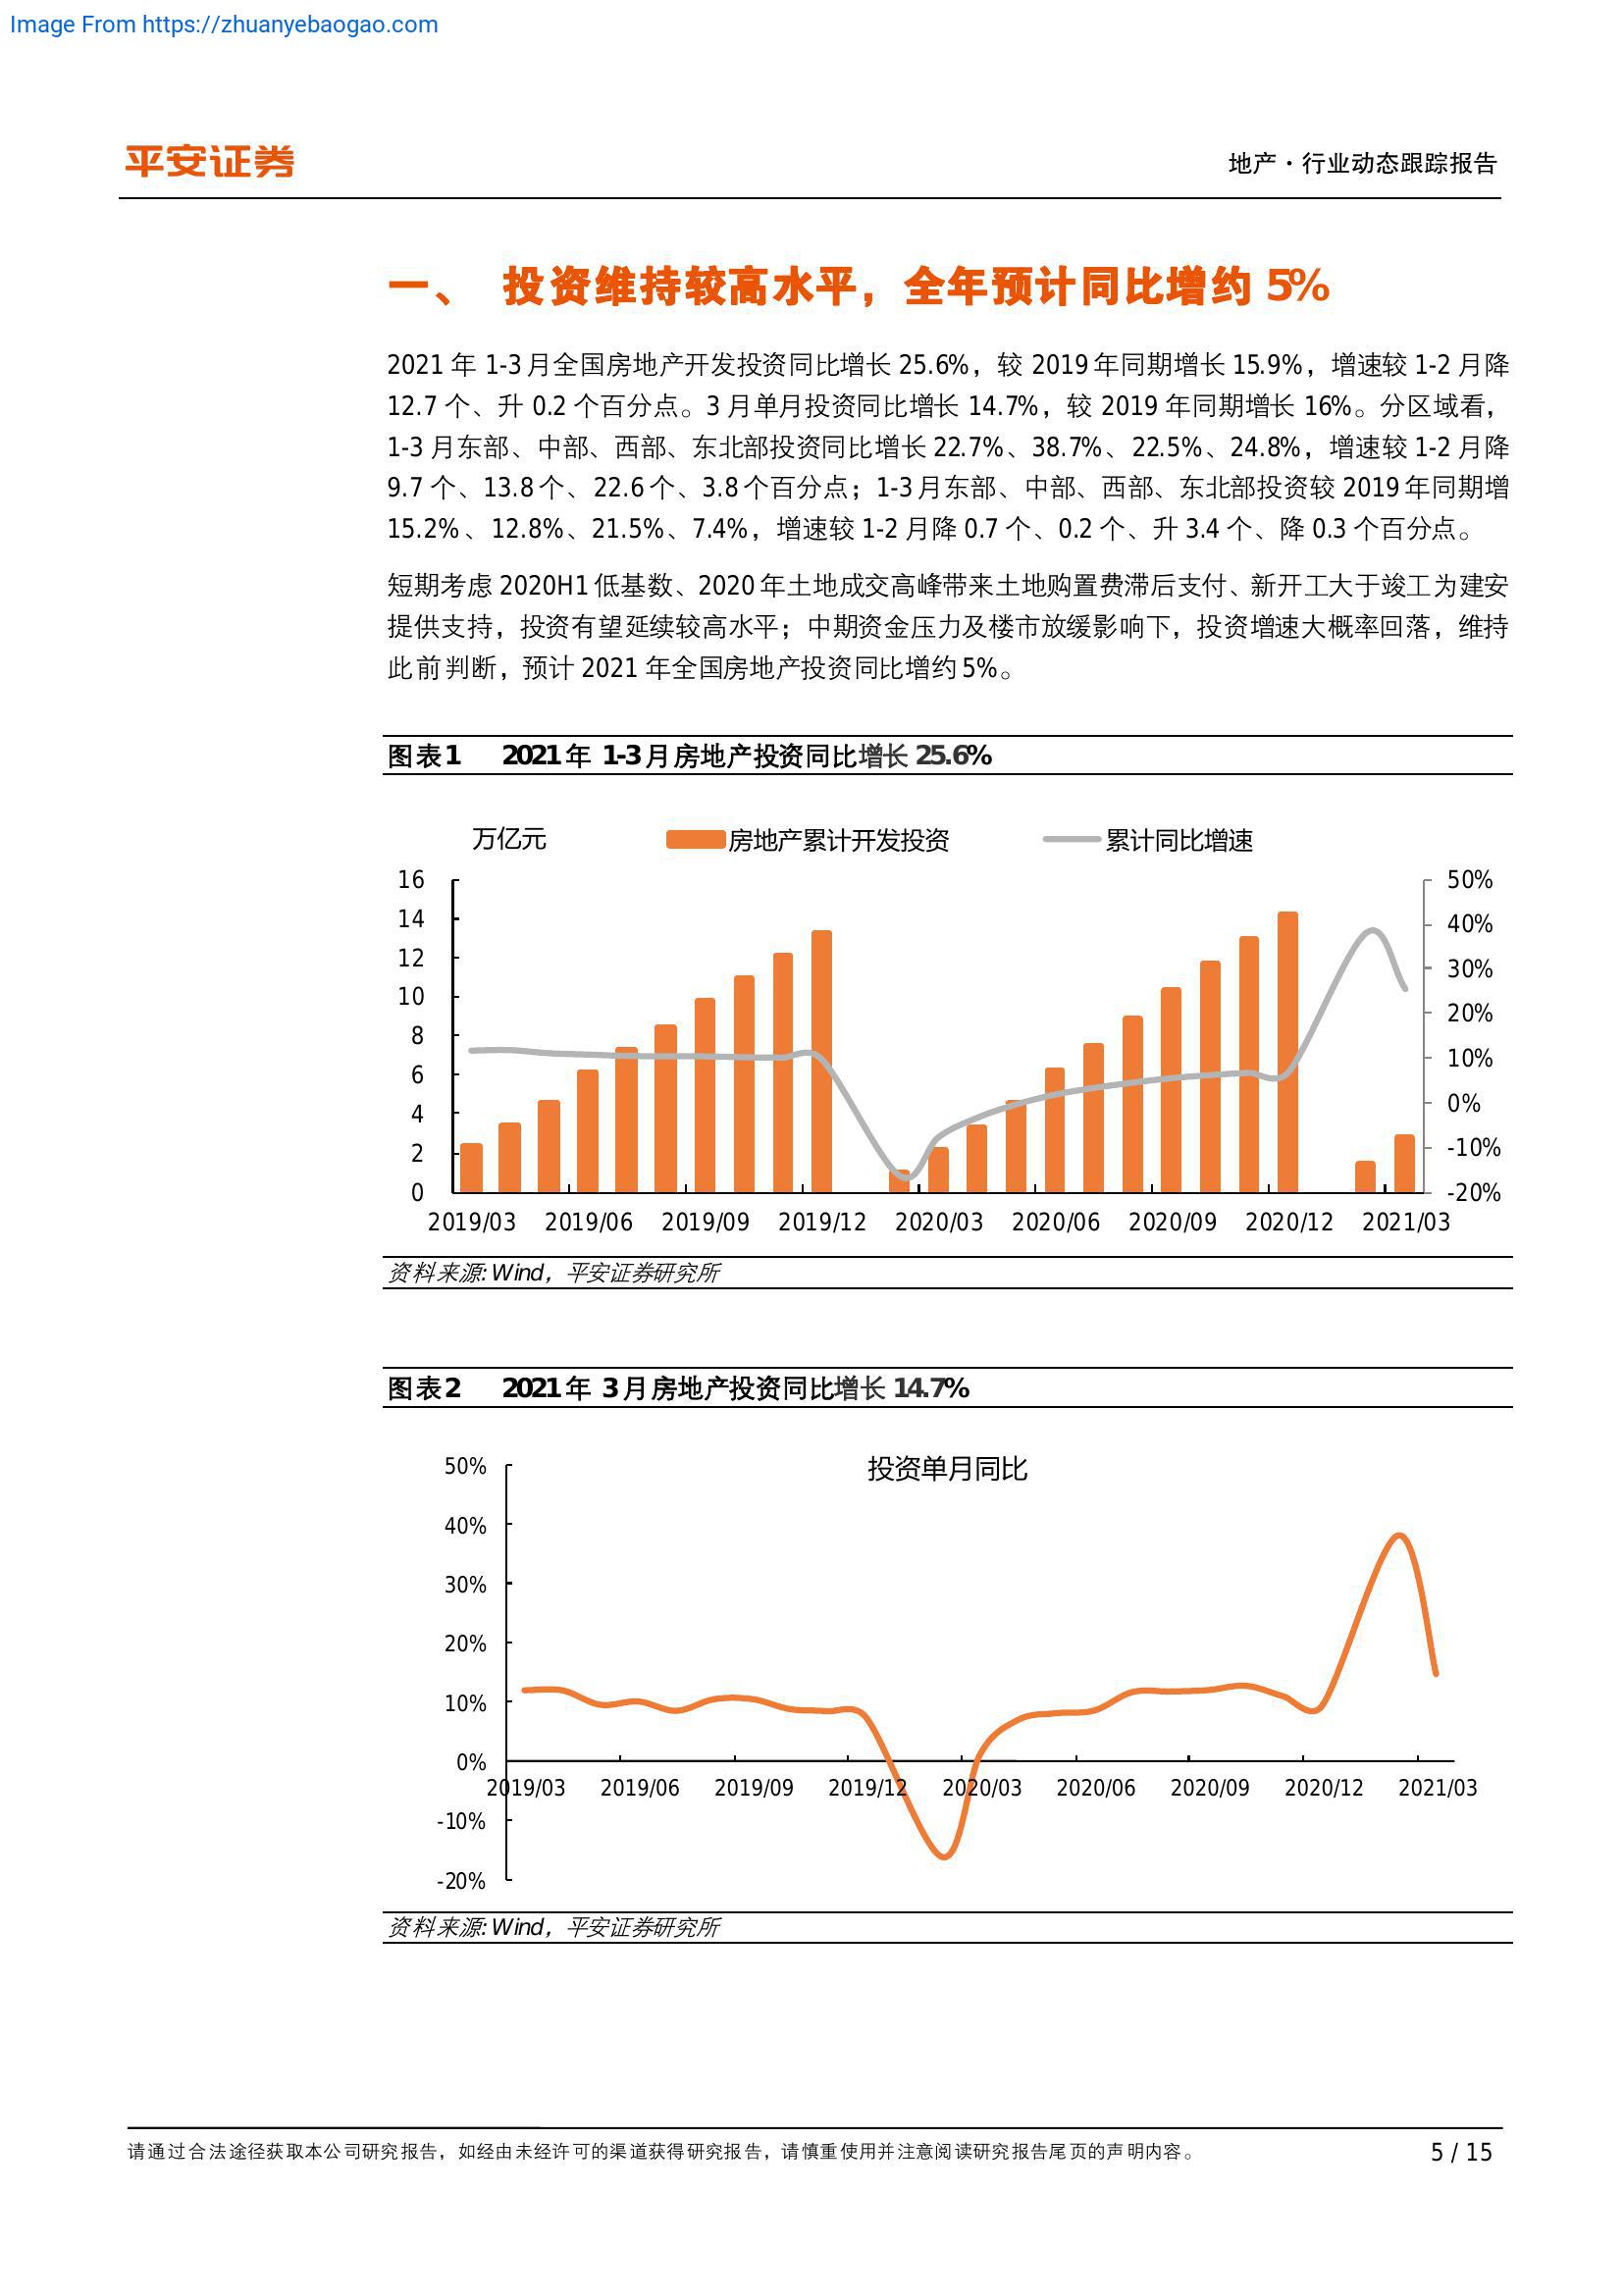 Image From https://zhuanyebaogao.com
平安证券
地产·行业动态跟踪报告
一、 投资维持较高水平，全年预计同比增约 5%
2021 年 1-3 月全国房地产开发投资同比增长 25.6%，较 2019 年同期增长 15.9%，增速较 1-2 月降
12.7 个、升 0.2 个百分点。3 月单月投资同比增长 14.7%，较 2019 年同期增长 16%。分区域看，
1-3 月东部、中部、西部、东北部投资同比增长 22.7%、38.7%、22.5%、24.8%，增速较 1-2 月降
9.7 个、13.8 个、22.6 个、3.8 个百分点；1-3 月东部、中部、西部、东北部投资较 2019 年同期增
15.2%、12.8%、21.5%、7.4%，增速较 1-2 月降 0.7 个、0.2 个、升 3.4 个、降 0.3 个百分点。
短期考虑 2020H1 低基数、2020 年土地成交高峰带来土地购置费滞后支付、新开工大于竣工为建安
提供支持，投资有望延续较高水平；中期资金压力及楼市放缓影响下，投资增速大概率回落，维持
此前判断，预计 2021 年全国房地产投资同比增约 5%。
图表1 2021 年 1-3 月房地产投资同比增长 25.6%
万亿元 房地产累计开发投资 累计同比增速
16 50%
14 40%
12 30%
10 20%
8 10%
6 0%
4 -10%
2 -20%
0
2019/03 2019/06 2019/09 2019/12 2020/03 2020/06 2020/09 2020/12 2021/03
资料来源: Wind，平安证券研究所
图表2 2021 年 3 月房地产投资同比增长 14.7%
投资单月同比
50%
40%
30%
20%
10%
0%
2019/03 2019/06 2019/09 2019/12 2020/03 2020/06 2020/09 2020/12 2021/03
-10%
-20%
资料来源: Wind，平安证券研究所
请通过合法途径获取本公司研究报告，如经由未经许可的渠道获得研究报告，请慎重使用并注意阅读研究报告尾页的声明内容。
5 / 15